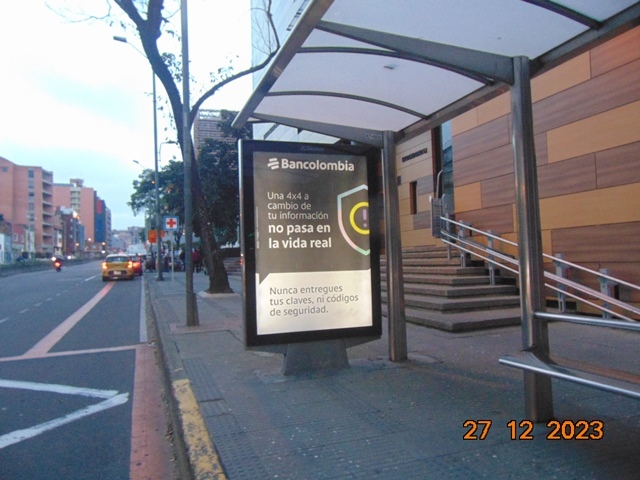 Bancolombia
Una 4x4 a
cambio de
tu información
no pasa en
la vida real
Nunca entregues
tus claves, ni códigos
de seguridad.
27 12 2023